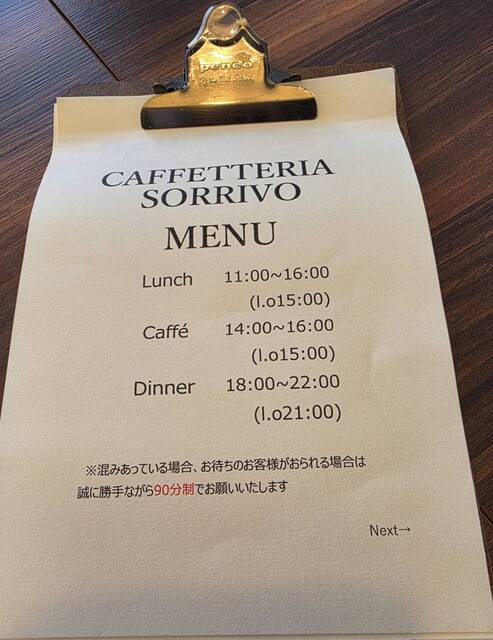 penco
CAFFETTERIA
SORRIVO
MENU
Lunch 11:00~16:00
(l.o15:00)
Caffé 14:00~16:00
(l.o15:00)
Dinner 18:00~22:00
(l.o21:00)
※混みあっている場合、お待ちのお客様がおられる場合は
誠に勝手ながら90分制でお願いいたします
Next→